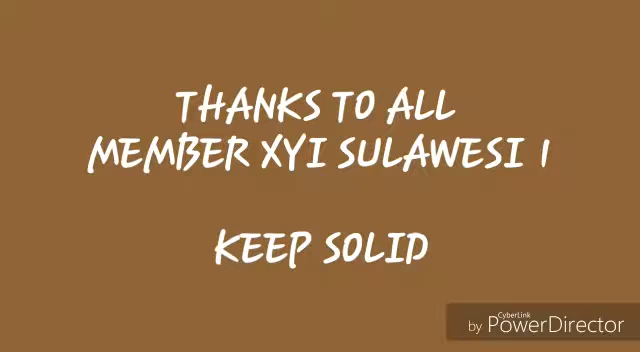 THANKS TO ALL
MEMBER XYI SULAWESI 1
KEEP SOLID
by CyberLink PowerDirector